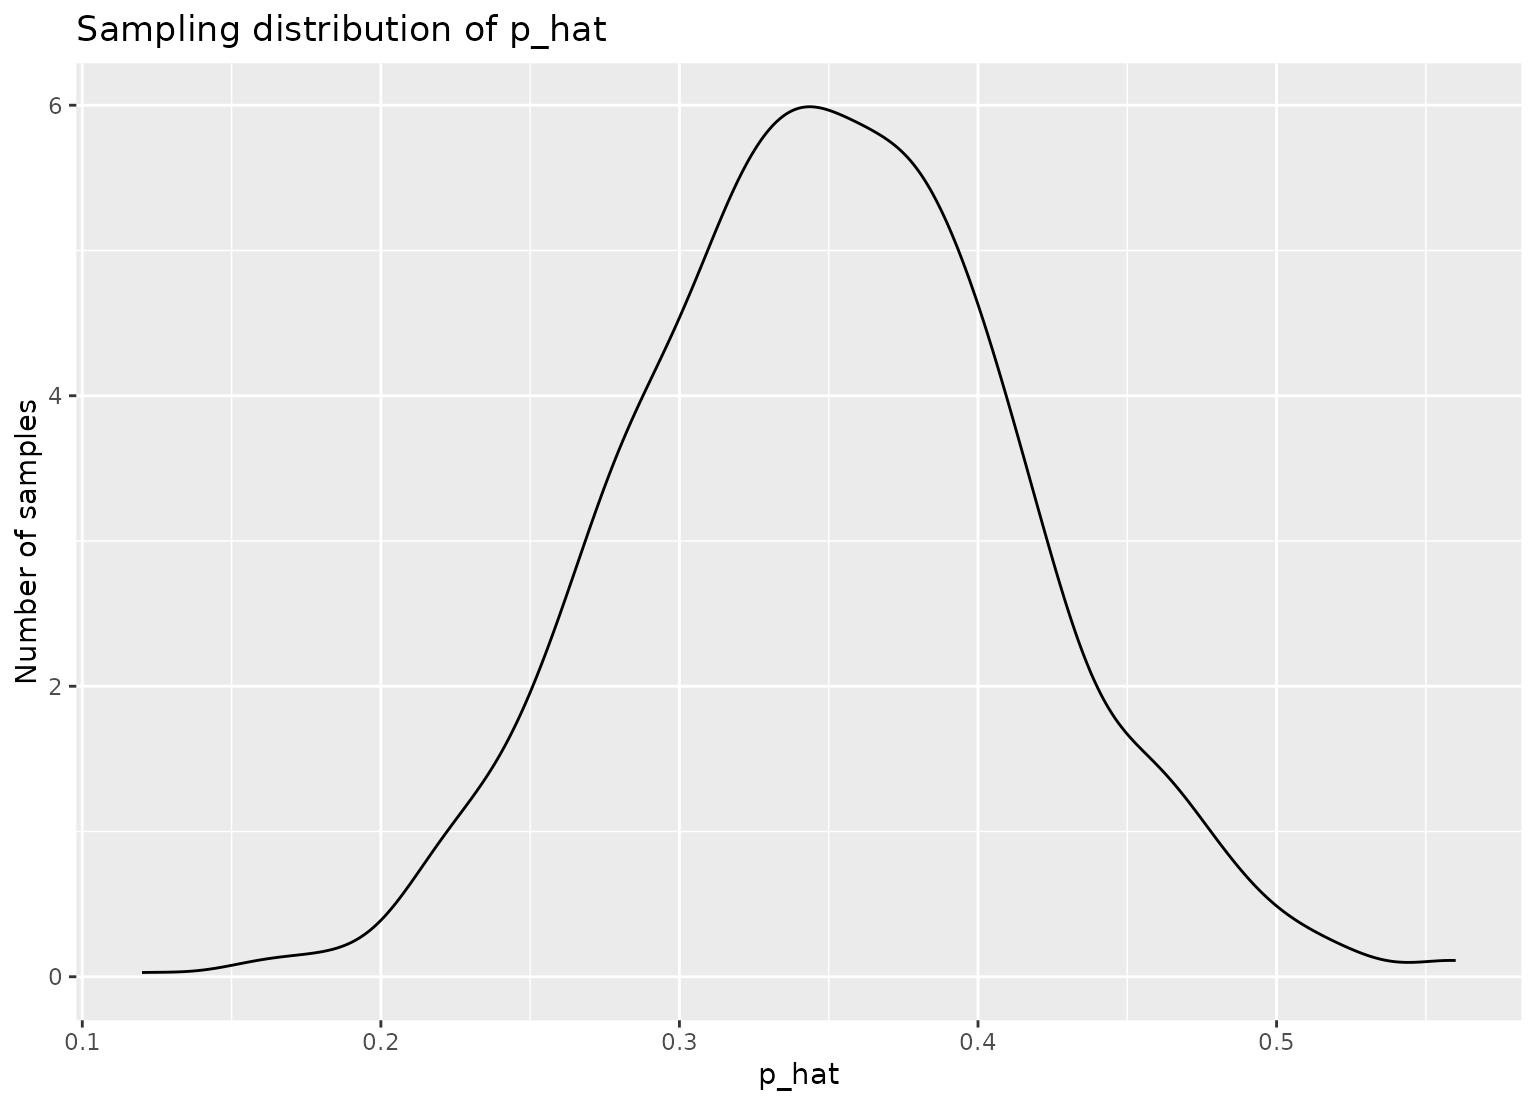 Sampling distribution of p_hat
6
4
2
0
Number of samples
0.1 0.2 0.3 0.4 0.5
p_hat